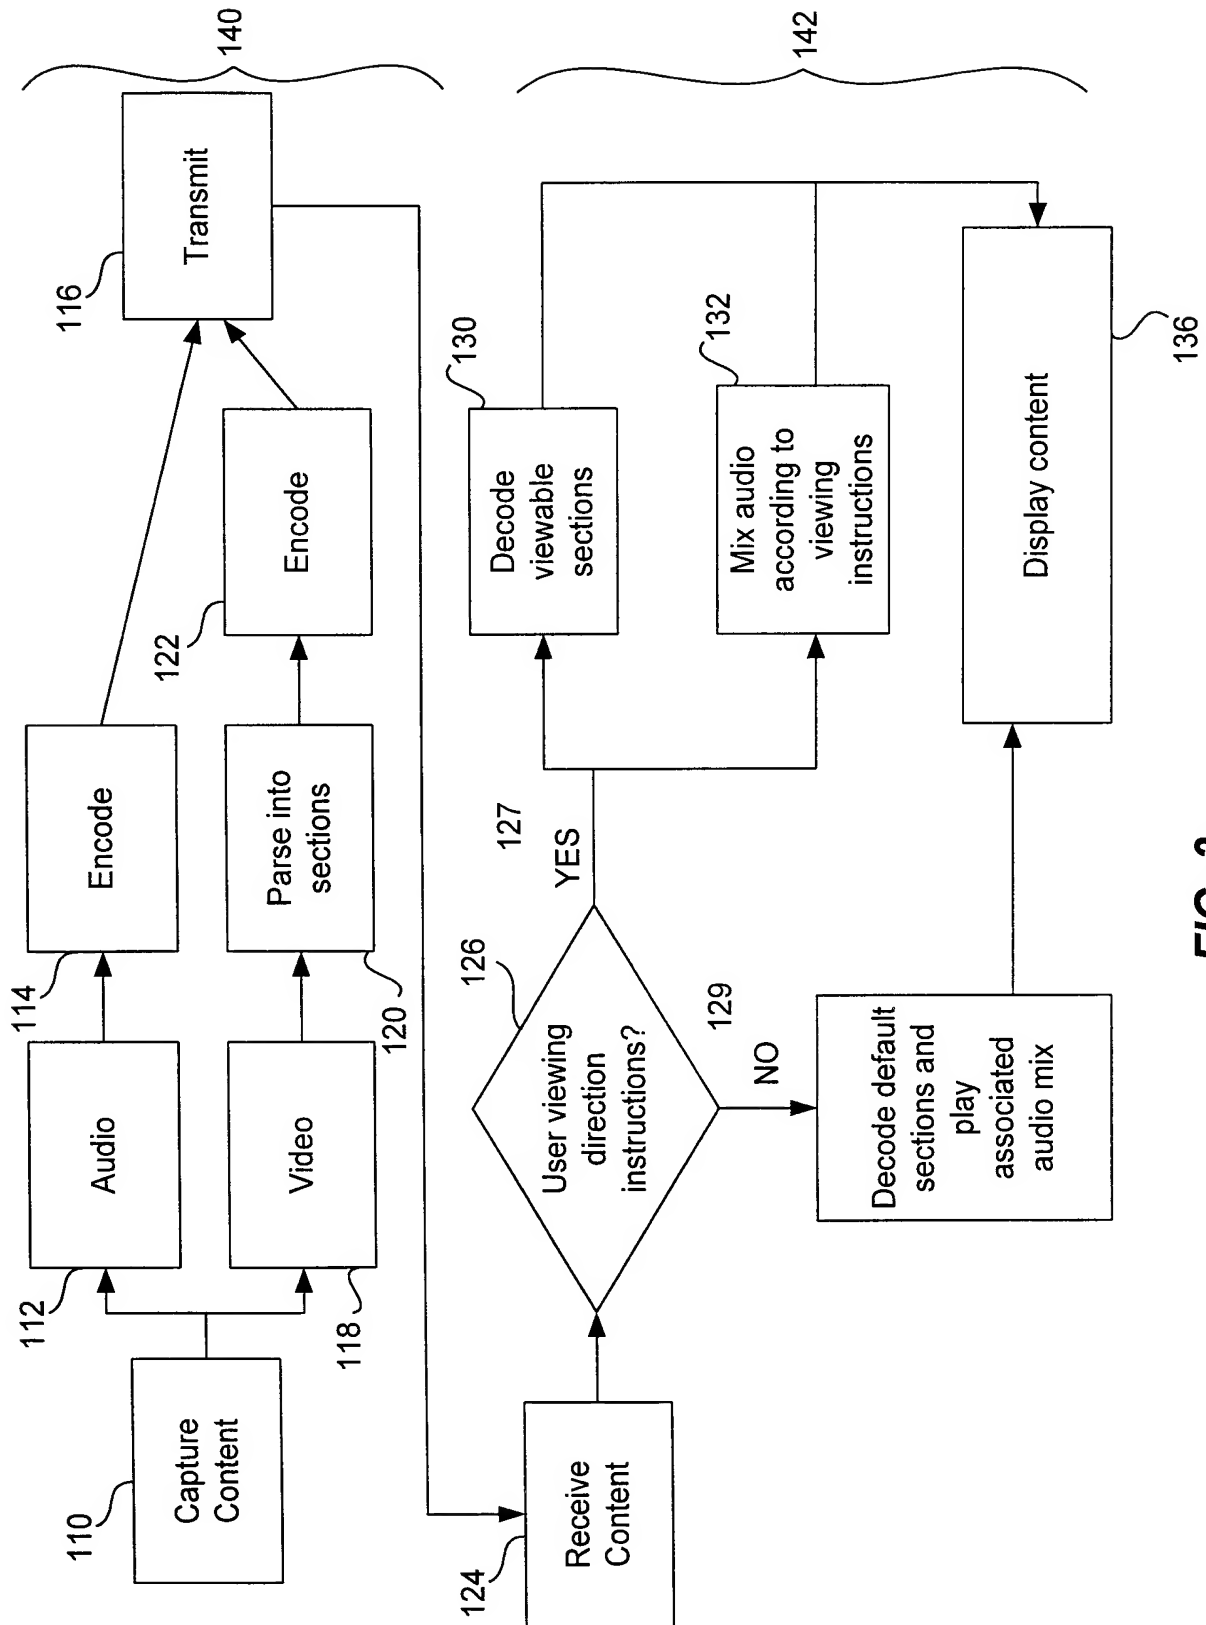 140
110
Capture
Content
112
Audio
114
Encode
116
Transmit
118
Video
120
Parse into
sections
122
Encode
142
124
Receive
Content
126
User viewing
direction
instructions?
127
YES
129
NO
130
Decode
viewable
sections
132
Mix audio
according to
viewing
instructions
Decode default
sections and
play
associated
audio mix
Display content
136
FIG.